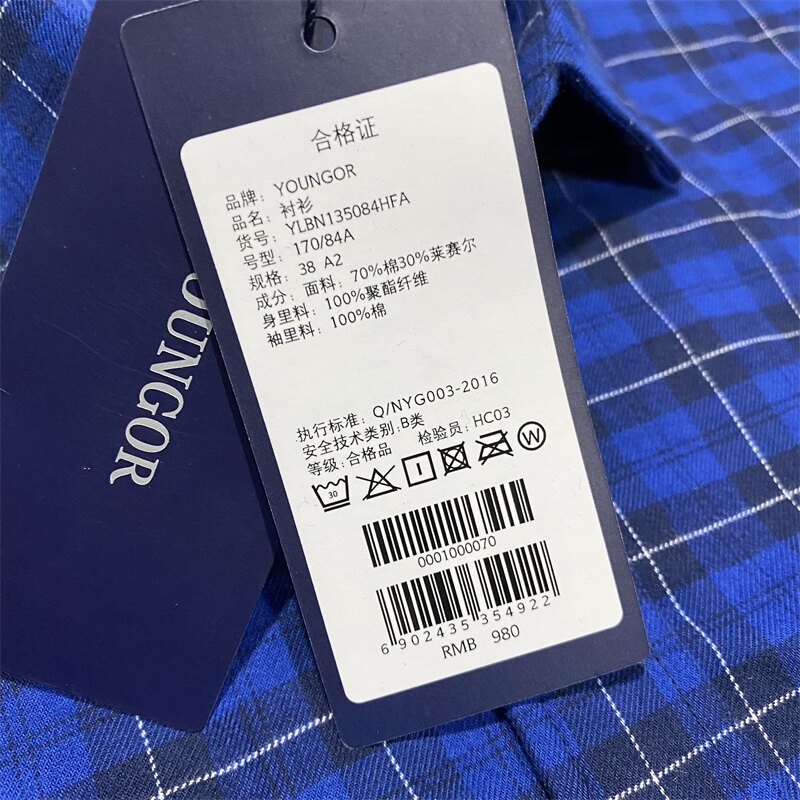 合格证
品牌: YOUNGOR
品名: 衬衫
货号: YLBN135084HFA
号型: 170/84A
规格: 38 A2
成分: 面料: 70%棉30%莱赛尔
身里料: 100%聚酯纤维
袖里料: 100%棉
执行标准: Q/NYG003-2016
安全技术类别: B类
等级: 合格品 检验员: HC03
30
W
0001000070
6 902435 354922
RMB 980
YOUNGOR